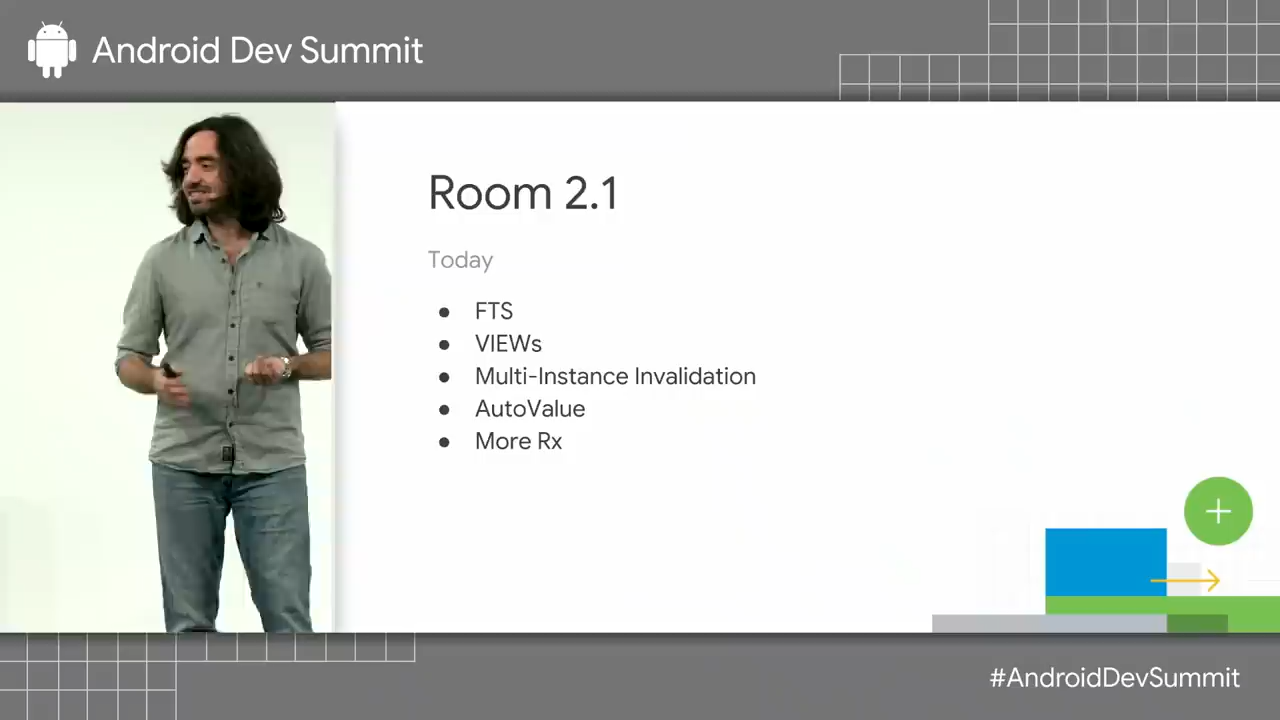 Android Dev Summit
Room 2.1
Today
● FTS
● VIEWs
● Multi-Instance Invalidation
● AutoValue
● More Rx
#AndroidDevSummit